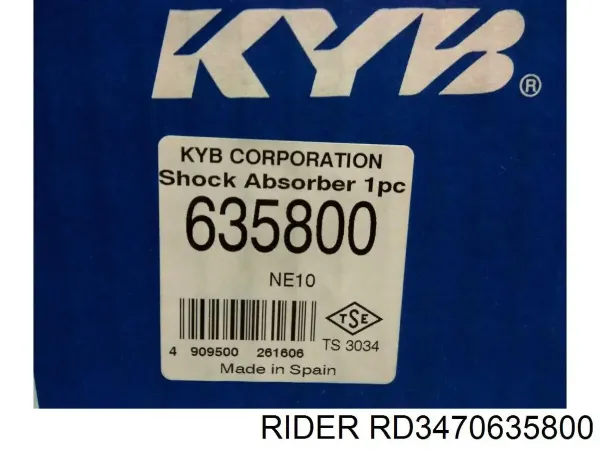 KYB®
KYB CORPORATION
Shock Absorber 1pc
635800
NE10
TSE
4 909500 261606
TS 3034
Made in Spain
RIDER RD3470635800